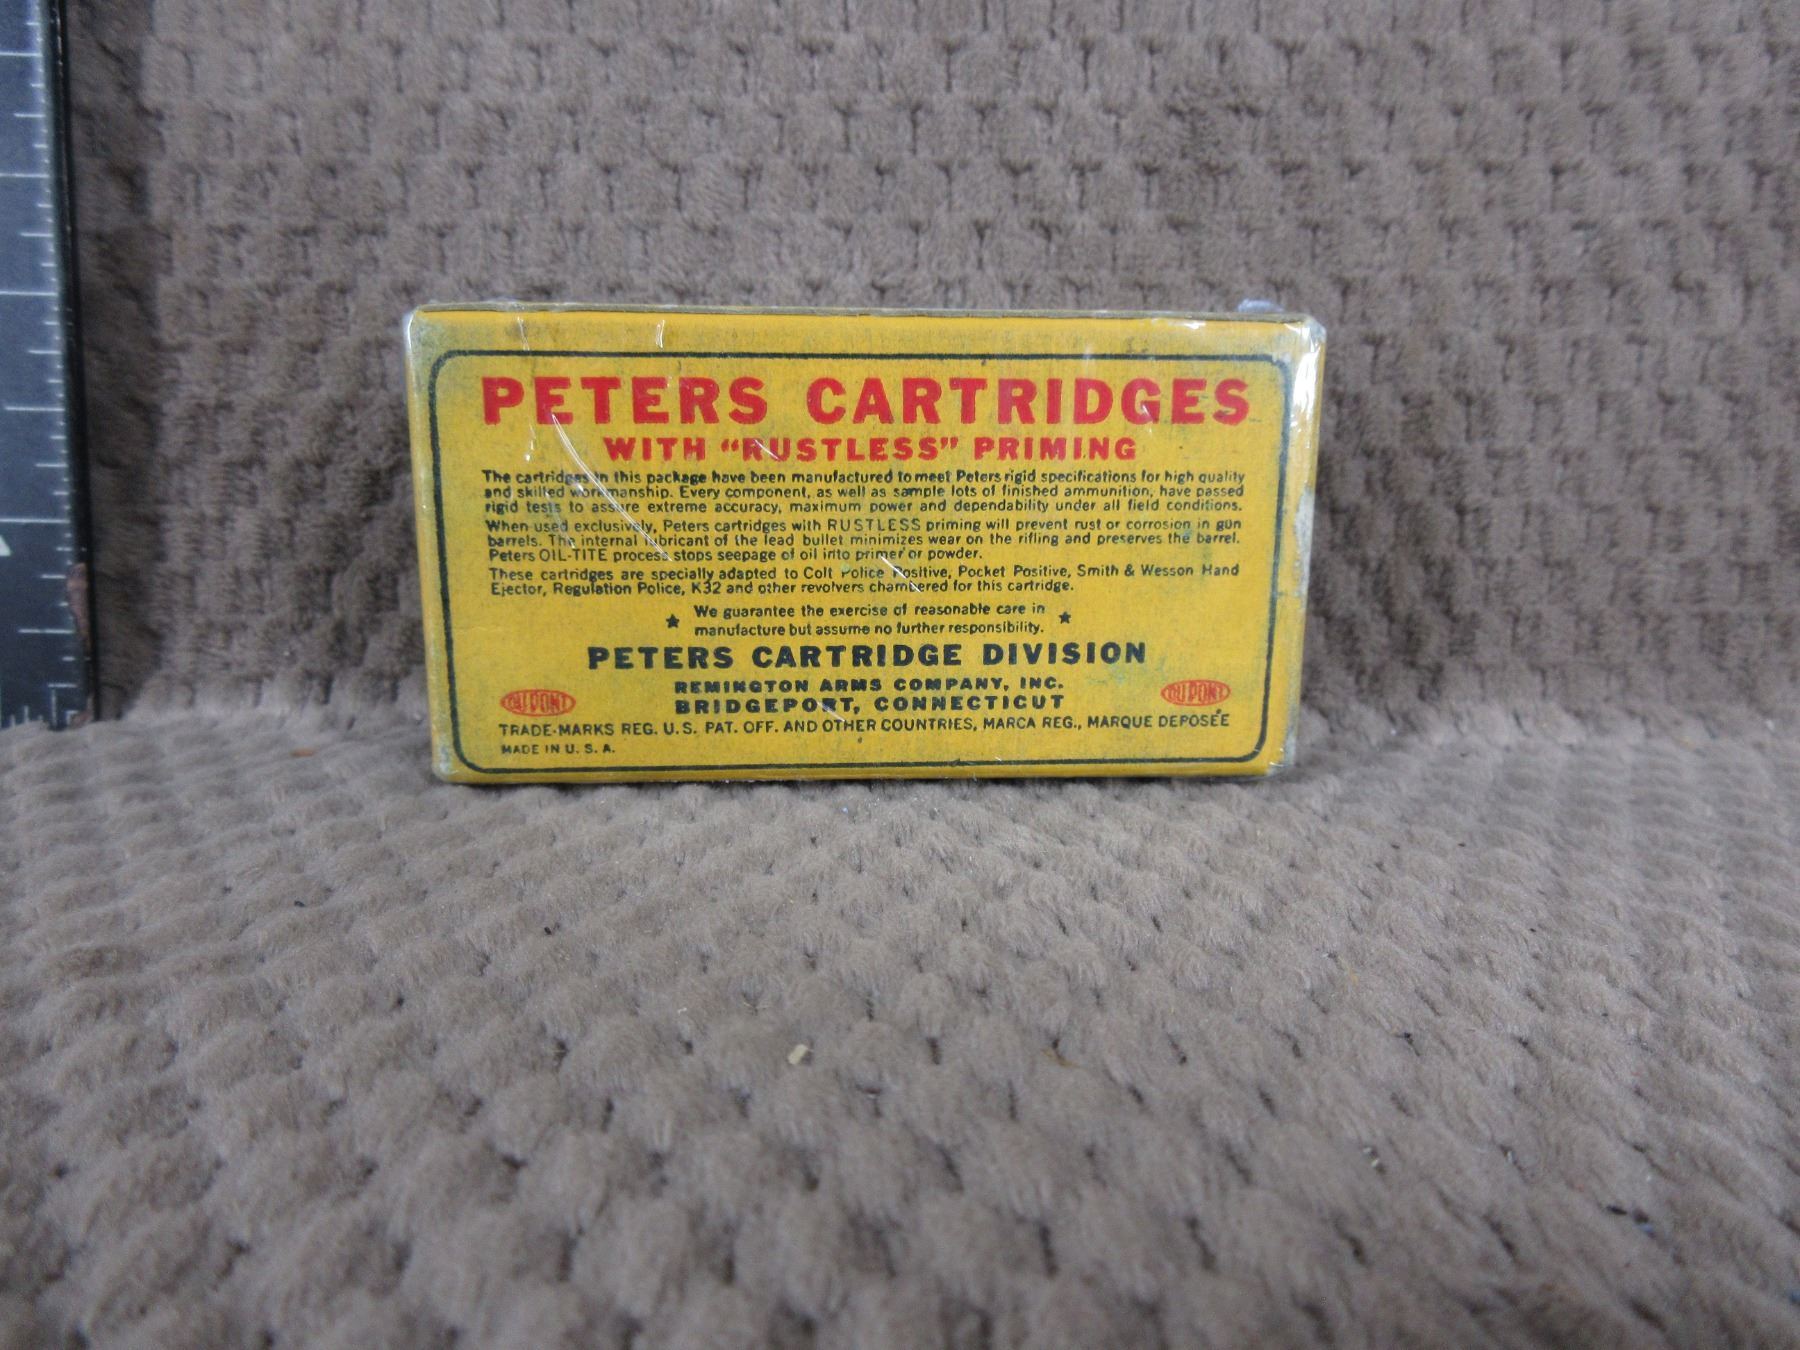 PETERS CARTRIDGES
WITH "RUSTLESS" PRIMING
The cartridges in this package have been manufactured to meet Peters rigid specifications for high quality
and skilled workmanship. Every component, as well as sample lots of finished ammunition, have passed
rigid tests to assure extreme accuracy, maximum power and dependability under all field conditions.
When used exclusively, Peters cartridges with RUSTLESS priming will prevent rust or corrosion in gun
barrels. The internal lubricant of the lead bullet minimizes wear on the rifling and preserves the barrel.
Peters OIL-TITE process stops seepage of oil into primer or powder.
These cartridges are specially adapted to Colt Police Positive, Pocket Positive, Smith & Wesson Hand
Ejector, Regulation Police, K32 and other revolvers chambered for this cartridge.
We guarantee the exercise of reasonable care in
manufacture but assume no further responsibility.
PETERS CARTRIDGE DIVISION
REMINGTON ARMS COMPANY, INC.
DU PONT BRIDGEPORT, CONNECTICUT DU PONT
TRADE-MARKS REG. U.S. PAT. OFF. AND OTHER COUNTRIES, MARCA REG., MARQUE DEPOSÉE
MADE IN U. S. A.